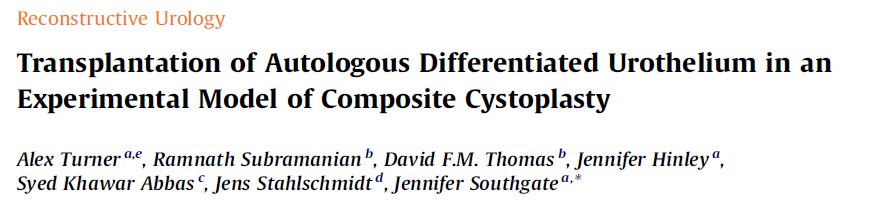 Reconstructive Urology
Transplantation of Autologous Differentiated Urothelium in an
Experimental Model of Composite Cystoplasty
Alex Turner a,e, Ramnath Subramanian b, David F.M. Thomas b, Jennifer Hinley a,
Syed Khawar Abbas c, Jens Stahlschmidt d, Jennifer Southgate a,*